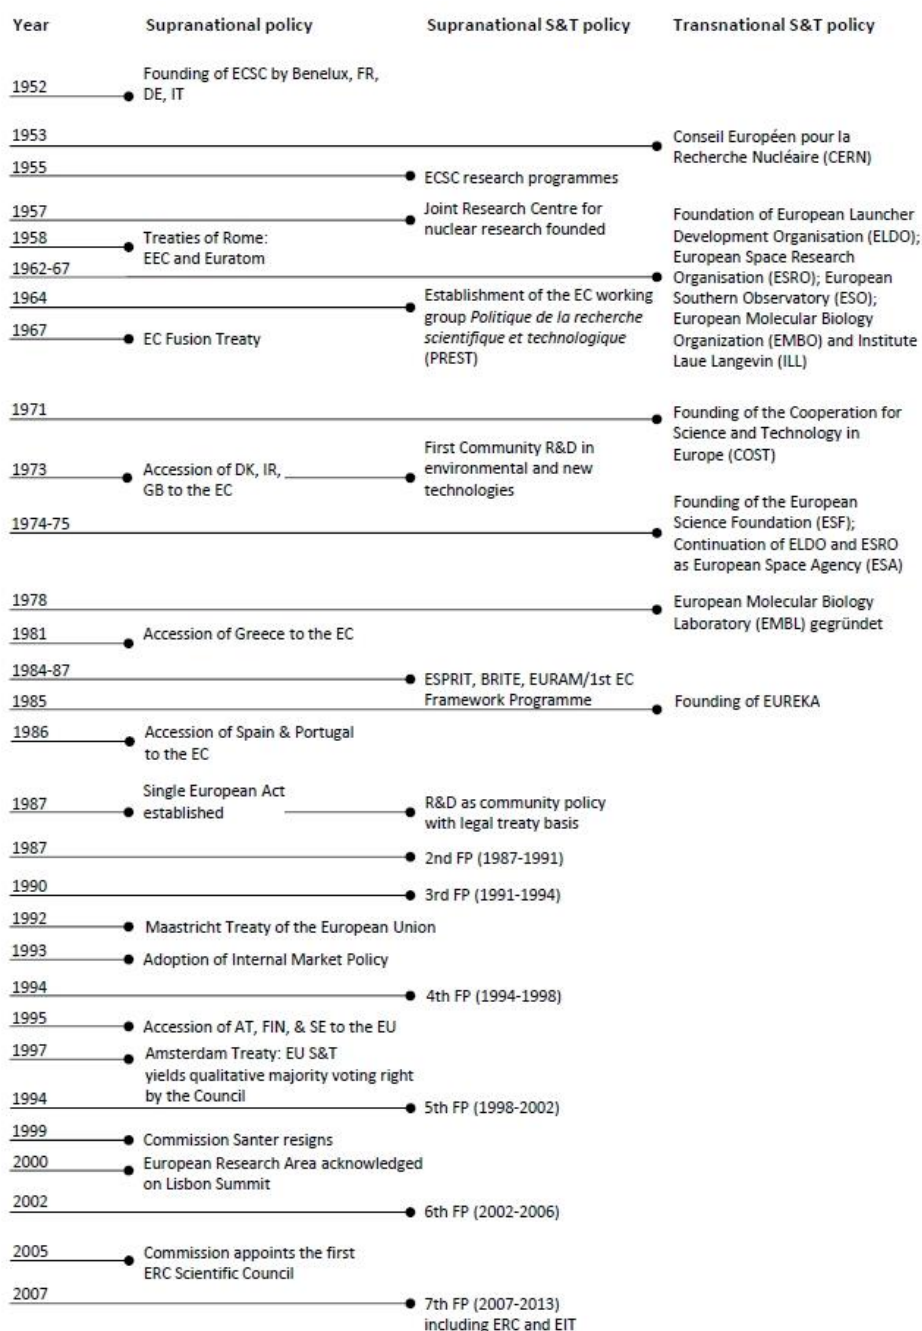 Year Supranational policy Supranational S&T policy Transnational S&T policy
1952
Founding of ECSC by Benelux, FR,
DE, IT
1953
Conseil Européen pour la
Recherche Nucléaire (CERN)
1955
ECSC research programmes
1957
Joint Research Centre for
nuclear research founded
1958
Treaties of Rome:
EEC and Euratom
1962-67
Foundation of European Launcher
Development Organisation (ELDO);
European Space Research
Organisation (ESRO); European
Southern Observatory (ESO);
European Molecular Biology
Organization (EMBO) and Institute
Laue Langevin (ILL)
1964
Establishment of the EC working
group Politique de la recherche
scientifique et technologique
(PREST)
1967
EC Fusion Treaty
1971
Founding of the Cooperation for
Science and Technology in
Europe (COST)
1973
Accession of DK, IR,
GB to the EC
First Community R&D in
environmental and new
technologies
1974-75
Founding of the European
Science Foundation (ESF);
Continuation of ELDO and ESRO
as European Space Agency (ESA)
1978
European Molecular Biology
Laboratory (EMBL) gegründet
1981
Accession of Greece to the EC
1984-87
ESPRIT, BRITE, EURAM/1st EC
Framework Programme
1985
Founding of EUREKA
1986
Accession of Spain & Portugal
to the EC
1987
Single European Act
established
R&D as community policy
with legal treaty basis
1987
2nd FP (1987-1991)
1990
3rd FP (1991-1994)
1992
Maastricht Treaty of the European Union
1993
Adoption of Internal Market Policy
1994
4th FP (1994-1998)
1995
Accession of AT, FIN, & SE to the EU
1997
Amsterdam Treaty: EU S&T
yields qualitative majority voting right
by the Council
1994
5th FP (1998-2002)
1999
Commission Santer resigns
2000
European Research Area acknowledged
on Lisbon Summit
2002
6th FP (2002-2006)
2005
Commission appoints the first
ERC Scientific Council
2007
7th FP (2007-2013)
including ERC and EIT